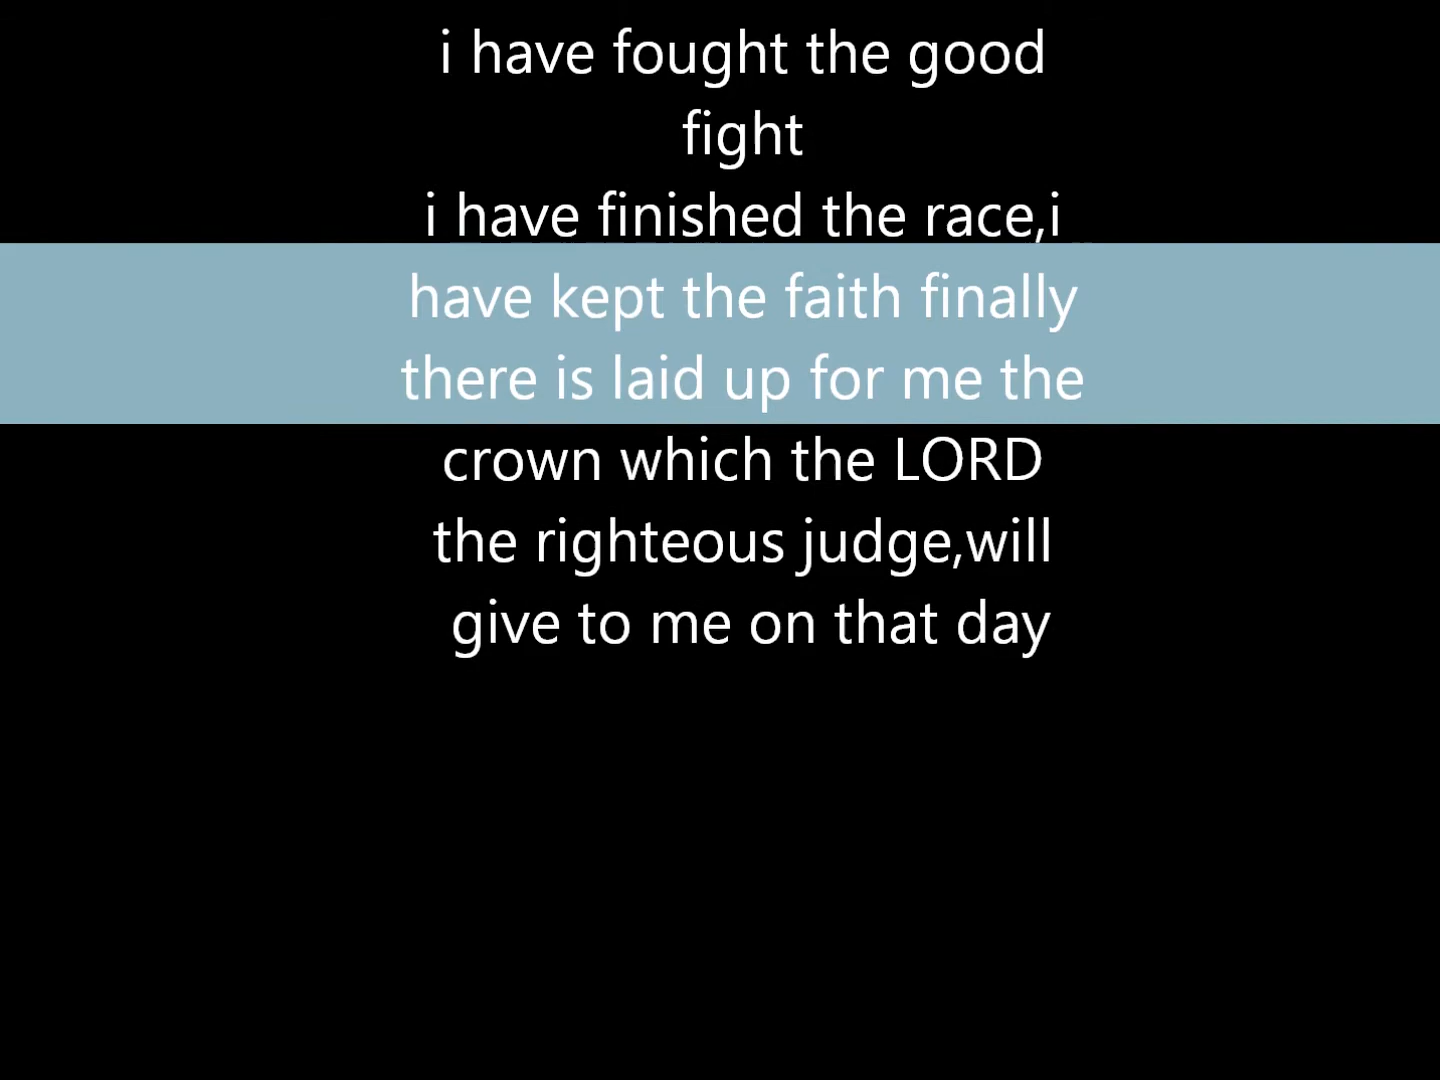 i have fought the good
fight
i have finished the race,i
have kept the faith finally
there is laid up for me the
crown which the LORD
the righteous judge,will
give to me on that day